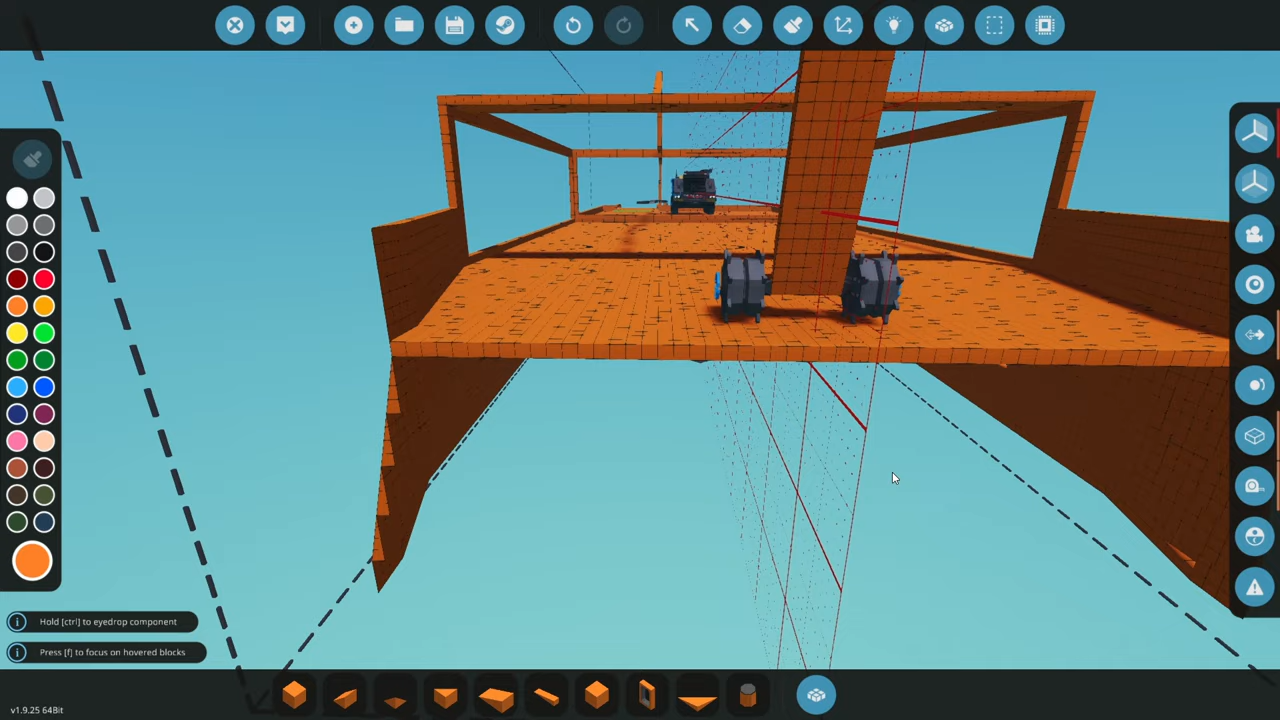 Hold [ctrl] to eyedrop component
Press [f] to focus on hovered blocks
v1.9.25 64Bit